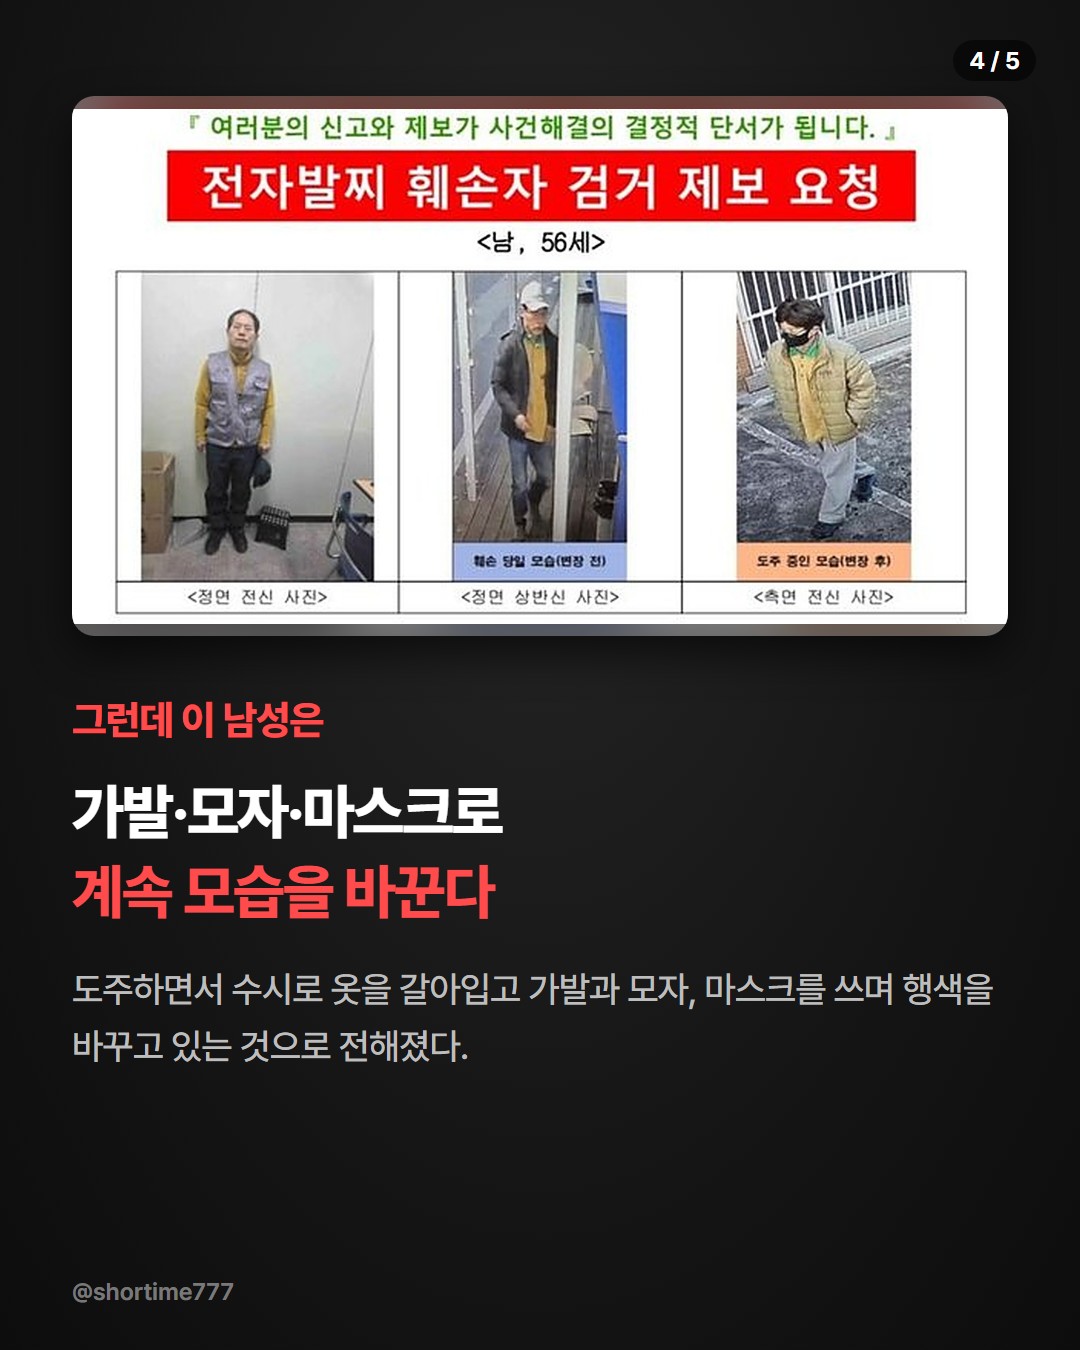 4 / 5
『 여러분의 신고와 제보가 사건해결의 결정적 단서가 됩니다. 』
전자발찌 훼손자 검거 제보 요청
<남, 56세>
훼손 당일 모습(변장 전)
도주 중인 모습(변장 후)
<정면 전신 사진>
<정면 상반신 사진>
<측면 전신 사진>
그런데 이 남성은
가발·모자·마스크로
계속 모습을 바꾼다
도주하면서 수시로 옷을 갈아입고 가발과 모자, 마스크를 쓰며 행색을
바꾸고 있는 것으로 전해졌다.
@shortime777